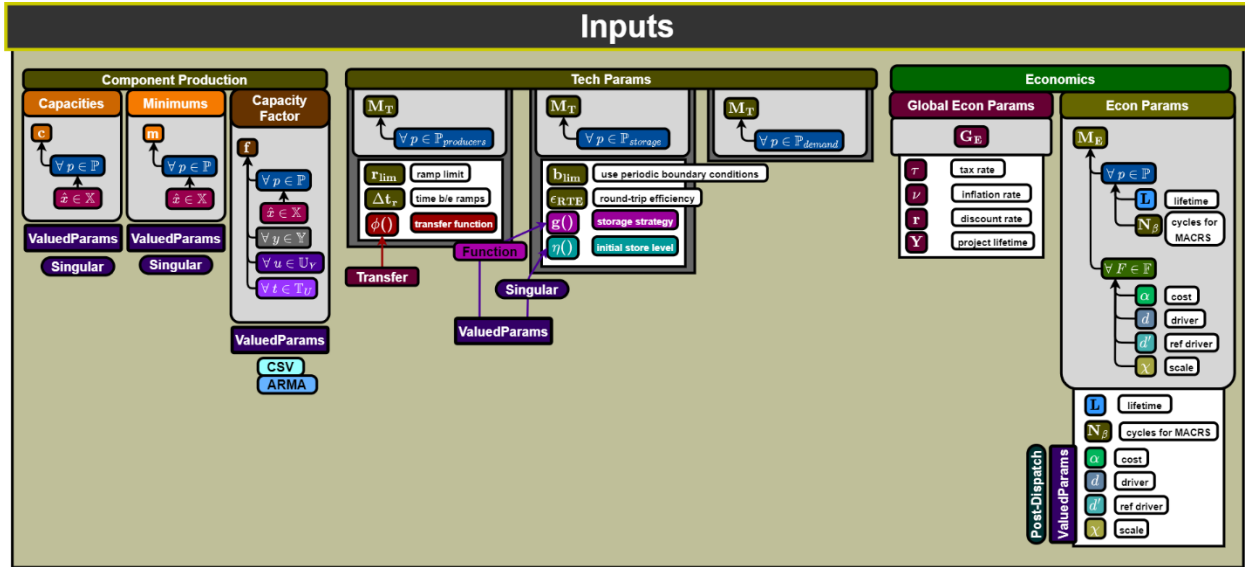 Inputs
Component Production
Capacities
c
∀ p ∈ ℙ
x̂ ∈ 𝕏
ValuedParams
Singular
Minimums
m
∀ p ∈ ℙ
x̂ ∈ 𝕏
ValuedParams
Singular
Capacity
Factor
f
∀ p ∈ ℙ
x̂ ∈ 𝕏
∀ y ∈ 𝕐
∀ u ∈ 𝕌_Y
∀ t ∈ 𝕋_U
ValuedParams
CSV
ARMA
Tech Params
M_T
∀ p ∈ ℙ_producers
r_lim ramp limit
Δt_r time b/e ramps
ϕ() transfer function
Transfer
M_T
∀ p ∈ ℙ_storage
b_lim use periodic boundary conditions
ϵ_RTE round-trip efficiency
g() storage strategy
η() initial store level
Function
Singular
ValuedParams
M_T
∀ p ∈ ℙ_demand
Economics
Global Econ Params
G_E
τ tax rate
ν inflation rate
r discount rate
Y project lifetime
Econ Params
M_E
∀ p ∈ ℙ
L lifetime
N_β cycles for
MACRS
∀ F ∈ 𝔽
α cost
d driver
d′ ref driver
χ scale
L lifetime
N_β cycles for MACRS
α cost
d driver
d′ ref driver
χ scale
Post-Dispatch
ValuedParams